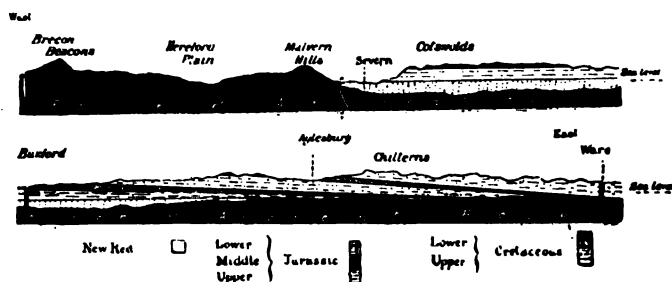 West
Brecon Beacons
Hereford Plain
Malvern Hills
Severn
Cotswolds
Sea Level
East
Buxford
Aylesbury
Chilterns
Ware
Sea Level
New Red
Lower
Middle
Upper
Jurassic
Lower
Upper
Cretaceous